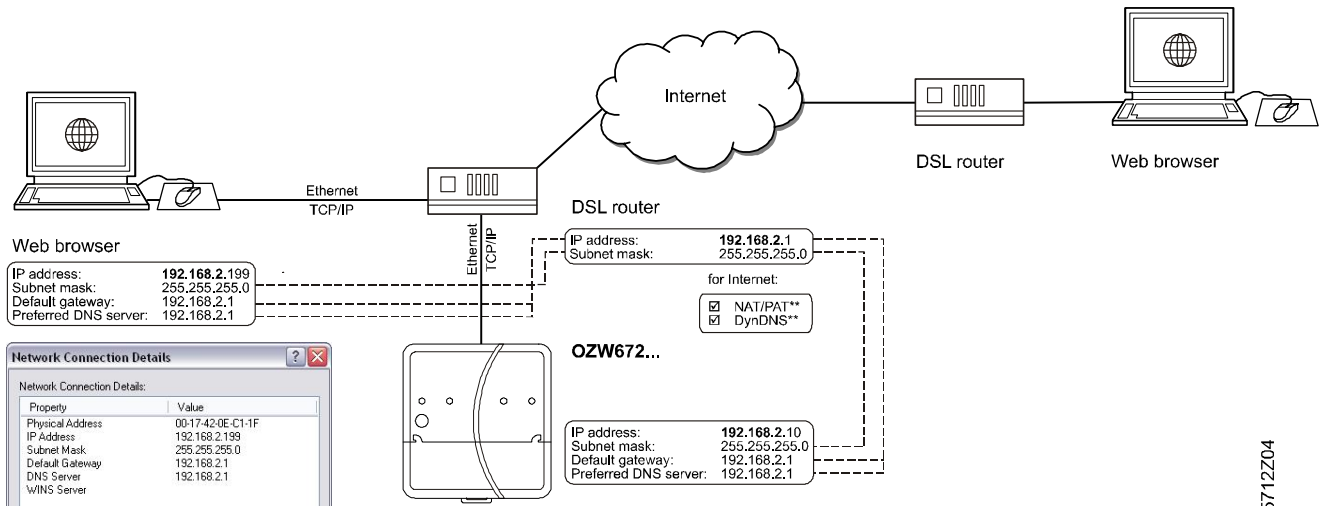 Internet
DSL router
Web browser
Ethernet
TCP/IP
DSL router
Web browser
IP address: 192.168.2.199
Subnet mask: 255.255.255.0
Default gateway: 192.168.2.1
Preferred DNS server: 192.168.2.1
Ethernet
TCP/IP
IP address: 192.168.2.1
Subnet mask: 255.255.255.0
for Internet:
☑ NAT/PAT**
☑ DynDNS**
OZW672...
Network Connection Details
Network Connection Details:
Property Value
Physical Address 00-17-42-0E-C1-1F
IP Address 192.168.2.199
Subnet Mask 255.255.255.0
Default Gateway 192.168.2.1
DNS Server 192.168.2.1
WINS Server
IP address: 192.168.2.10
Subnet mask: 255.255.255.0
Default gateway: 192.168.2.1
Preferred DNS server: 192.168.2.1
5712Z04